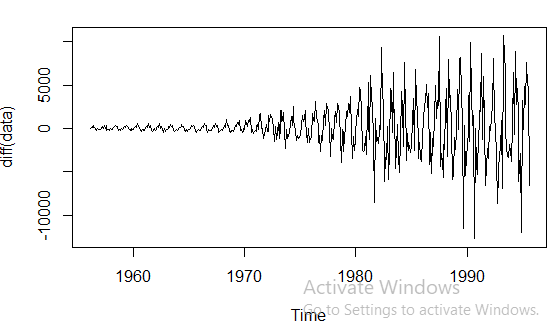 diff(data)
5000
0
-10000
1960
1970
1980
1990
Time
Activate Windows
Go to Settings to activate Windows.